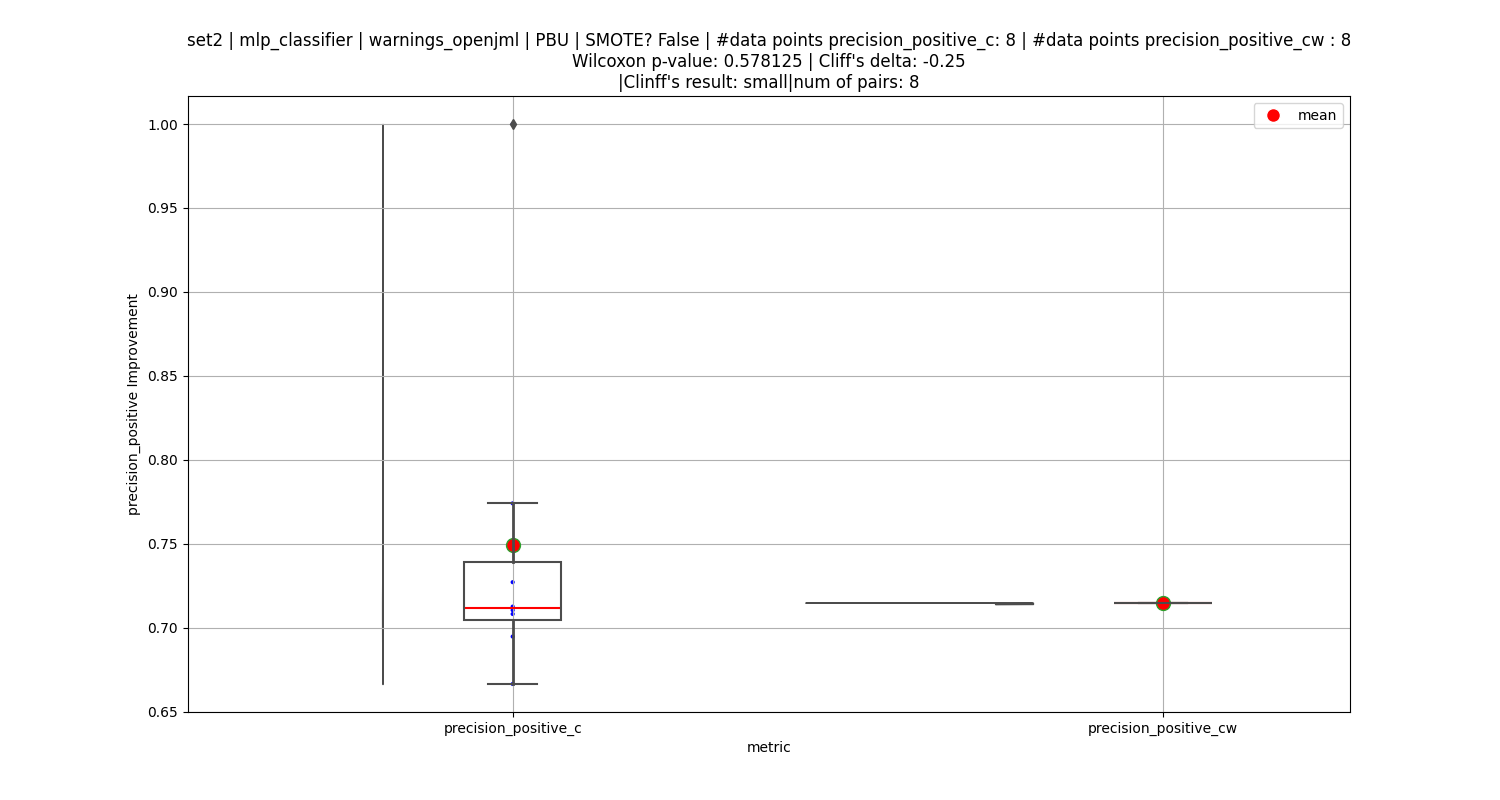 set2 | mlp_classifier | warnings_openjml | PBU | SMOTE? False | #data points precision_positive_c: 8 | #data points precision_positive_cw : 8
Wilcoxon p-value: 0.578125 | Cliff's delta: -0.25
|Clinff's result: small|num of pairs: 8
mean
1.00
0.95
0.90
0.85
0.80
0.75
0.70
0.65
precision_positive Improvement
precision_positive_c
precision_positive_cw
metric